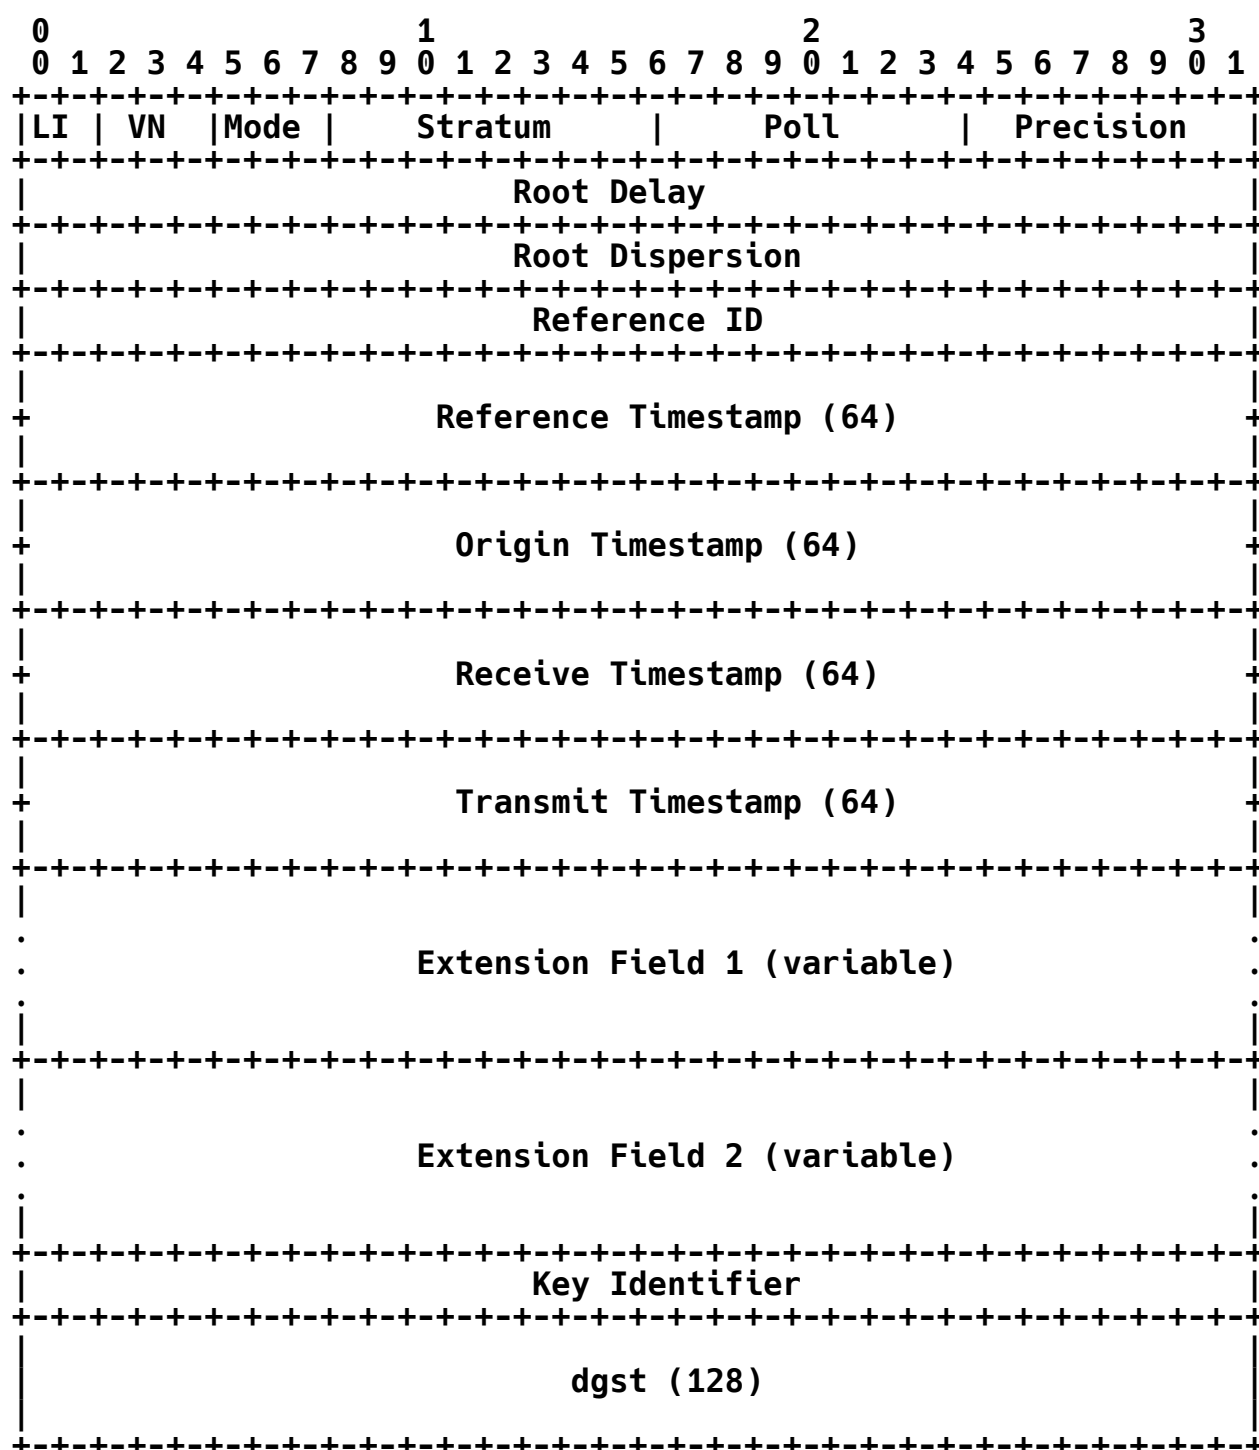 0                   1                   2                   3
 0 1 2 3 4 5 6 7 8 9 0 1 2 3 4 5 6 7 8 9 0 1 2 3 4 5 6 7 8 9 0 1
+-+-+-+-+-+-+-+-+-+-+-+-+-+-+-+-+-+-+-+-+-+-+-+-+-+-+-+-+-+-+-+-+
|LI | VN  |Mode |    Stratum     |     Poll      |  Precision   |
+-+-+-+-+-+-+-+-+-+-+-+-+-+-+-+-+-+-+-+-+-+-+-+-+-+-+-+-+-+-+-+-+
|                         Root Delay                            |
+-+-+-+-+-+-+-+-+-+-+-+-+-+-+-+-+-+-+-+-+-+-+-+-+-+-+-+-+-+-+-+-+
|                         Root Dispersion                       |
+-+-+-+-+-+-+-+-+-+-+-+-+-+-+-+-+-+-+-+-+-+-+-+-+-+-+-+-+-+-+-+-+
|                          Reference ID                         |
+-+-+-+-+-+-+-+-+-+-+-+-+-+-+-+-+-+-+-+-+-+-+-+-+-+-+-+-+-+-+-+-+
|                                                               |
+                     Reference Timestamp (64)                  +
|                                                               |
+-+-+-+-+-+-+-+-+-+-+-+-+-+-+-+-+-+-+-+-+-+-+-+-+-+-+-+-+-+-+-+-+
|                                                               |
+                      Origin Timestamp (64)                    +
|                                                               |
+-+-+-+-+-+-+-+-+-+-+-+-+-+-+-+-+-+-+-+-+-+-+-+-+-+-+-+-+-+-+-+-+
|                                                               |
+                      Receive Timestamp (64)                   +
|                                                               |
+-+-+-+-+-+-+-+-+-+-+-+-+-+-+-+-+-+-+-+-+-+-+-+-+-+-+-+-+-+-+-+-+
|                                                               |
+                      Transmit Timestamp (64)                  +
|                                                               |
+-+-+-+-+-+-+-+-+-+-+-+-+-+-+-+-+-+-+-+-+-+-+-+-+-+-+-+-+-+-+-+-+
|                                                               |
.                                                               .
.                    Extension Field 1 (variable)               .
.                                                               .
|                                                               |
+-+-+-+-+-+-+-+-+-+-+-+-+-+-+-+-+-+-+-+-+-+-+-+-+-+-+-+-+-+-+-+-+
|                                                               |
.                                                               .
.                    Extension Field 2 (variable)               .
.                                                               .
|                                                               |
+-+-+-+-+-+-+-+-+-+-+-+-+-+-+-+-+-+-+-+-+-+-+-+-+-+-+-+-+-+-+-+-+
|                          Key Identifier                       |
+-+-+-+-+-+-+-+-+-+-+-+-+-+-+-+-+-+-+-+-+-+-+-+-+-+-+-+-+-+-+-+-+
|                                                               |
|                            dgst (128)                         |
|                                                               |
+-+-+-+-+-+-+-+-+-+-+-+-+-+-+-+-+-+-+-+-+-+-+-+-+-+-+-+-+-+-+-+-+